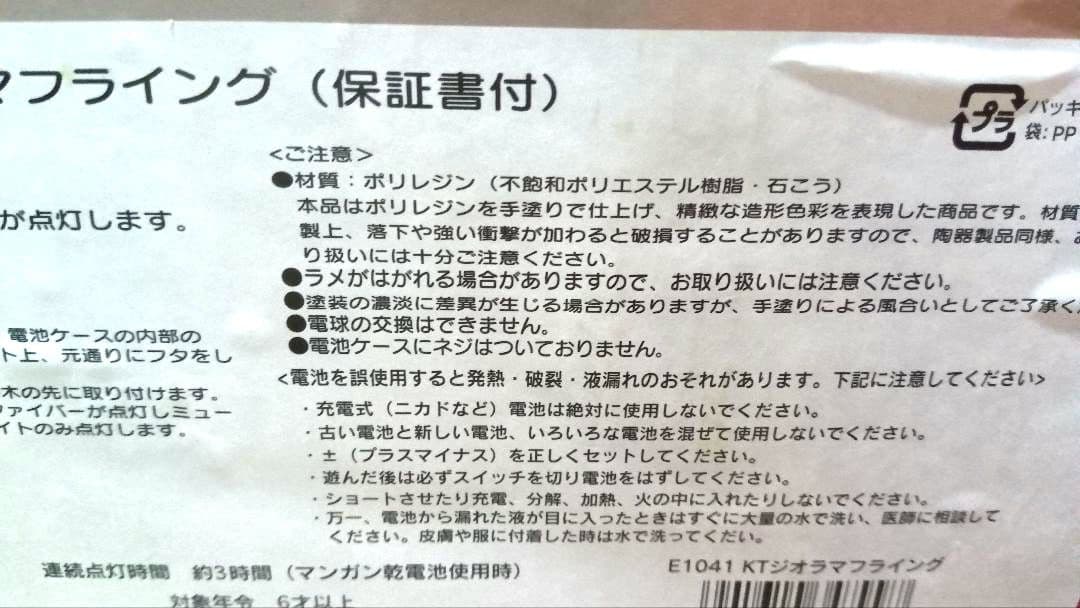 マフライング（保証書付）
プラ
パッキ
袋:PP
<ご注意>
●材質：ポリレジン（不飽和ポリエステル樹脂・石こう）
本品はポリレジンを手塗りで仕上げ、精緻な造形色彩を表現した商品です。材質
製上、落下や強い衝撃が加わると破損することがありますので、陶器製品同様、お
り扱いには十分ご注意ください。
●ラメがはがれる場合がありますので、お取り扱いには注意ください。
●塗装の濃淡に差異が生じる場合がありますが、手塗りによる風合いとしてご了承くだ
●電球の交換はできません。
●電池ケースにネジはついておりません。
<電池を誤使用すると発熱・破裂・液漏れのおそれがあります。下記に注意してください>
・充電式（ニカドなど）電池は絶対に使用しないでください。
・古い電池と新しい電池、いろいろな電池を混ぜて使用しないでください。
・±（プラスマイナス）を正しくセットしてください。
・遊んだ後は必ずスイッチを切り電池をはずしてください。
・ショートさせたり充電、分解、加熱、火の中に入れたりしないでください。
・万一、電池から漏れた液が目に入ったときはすぐに大量の水で洗い、医師に相談して
ください。皮膚や服に付着した時は水で洗ってくだい。
が点灯します。
電池ケースの内部の
ト上、元通りにフタをし
木の先に取り付けます。
ファイバーが点灯しミュー
イトのみ点灯します。
連続点灯時間 約3時間（マンガン乾電池使用時）
対象年令 6才以上
E1041 KTジオラマフライング